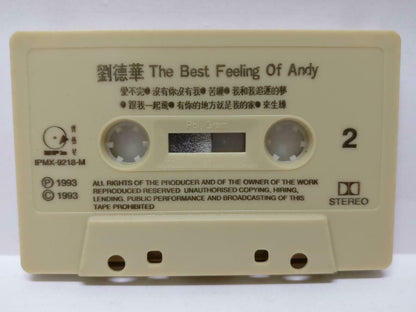 劉德華 The Best Feeling Of Andy
愛不完●沒有你沒有我●苦纏●我和我追逐的夢
●跟我一起飛●有你的地方就是我的家●來生緣
PolyGram
2
IPMX-9218-M
Ⓟ 1993
© 1993
ALL RIGHTS OF THE PRODUCER AND OF THE OWNER OF THE WORK
REPRODUCED RESERVED UNAUTHORISED COPYING, HIRING,
LENDING, PUBLIC PERFORMANCE AND BROADCASTING OF THIS
TAPE PROHIBITED
STEREO